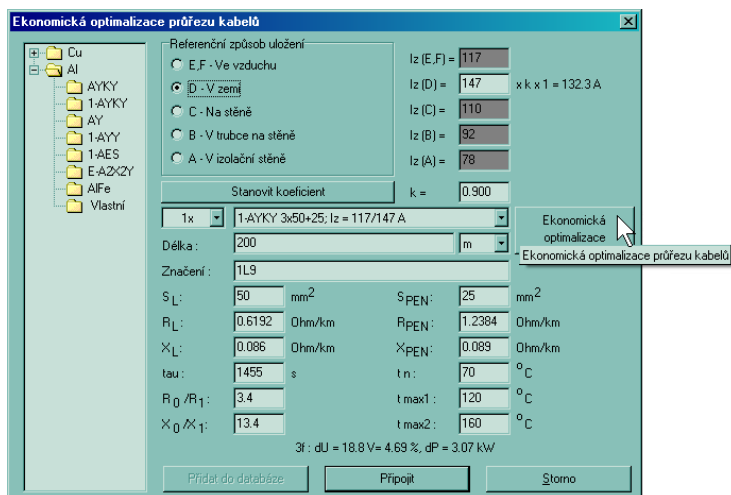 Ekonomická optimalizace průřezu kabelů
Cu
Al
AYKY
1-AYKY
AY
1-AYY
1-AES
E-A2X2Y
AlFe
Vlastní
Referenční způsob uložení
E,F - Ve vzduchu
D - V zemi
C - Na stěně
B - V trubce na stěně
A - V izolační stěně
Iz (E,F) = 117
Iz (D) = 147 x k x 1 = 132.3 A
Iz (C) = 110
Iz (B) = 92
Iz (A) = 78
Stanovit koeficient k = 0.900
1x 1-AYKY 3x50+25; Iz = 117/147 A
Ekonomická
optimalizace
Ekonomická optimalizace průřezu kabelů
Délka : 200 m
Značení : 1L9
SL: 50 mm2 SPEN: 25 mm2
RL: 0.6192 Ohm/km RPEN: 1.2384 Ohm/km
XL: 0.086 Ohm/km XPEN: 0.089 Ohm/km
tau : 1455 s t n : 70 °C
R0 /R1: 3.4 t max1 : 120 °C
X0 /X1: 13.4 t max2 : 160 °C
3f : dU = 18.8 V= 4.69 %, dP = 3.07 kW
Přidat do databáze Připojit Storno